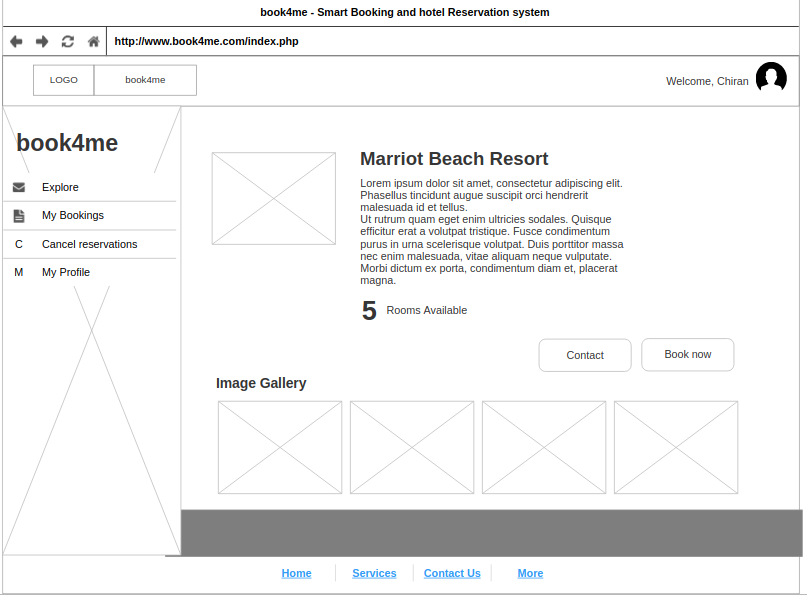 book4me - Smart Booking and hotel Reservation system
http://www.book4me.com/index.php
LOGO
book4me
Welcome, Chiran
book4me
Explore
My Bookings
C Cancel reservations
M My Profile
Marriot Beach Resort
Lorem ipsum dolor sit amet, consectetur adipiscing elit.
Phasellus tincidunt augue suscipit orci hendrerit
malesuada id et tellus.
Ut rutrum quam eget enim ultricies sodales. Quisque
efficitur erat a volutpat tristique. Fusce condimentum
purus in urna scelerisque volutpat. Duis porttitor massa
nec enim malesuada, vitae aliquam neque vulputate.
Morbi dictum ex porta, condimentum diam et, placerat
magna.
5 Rooms Available
Contact
Book now
Image Gallery
Home Services Contact Us More